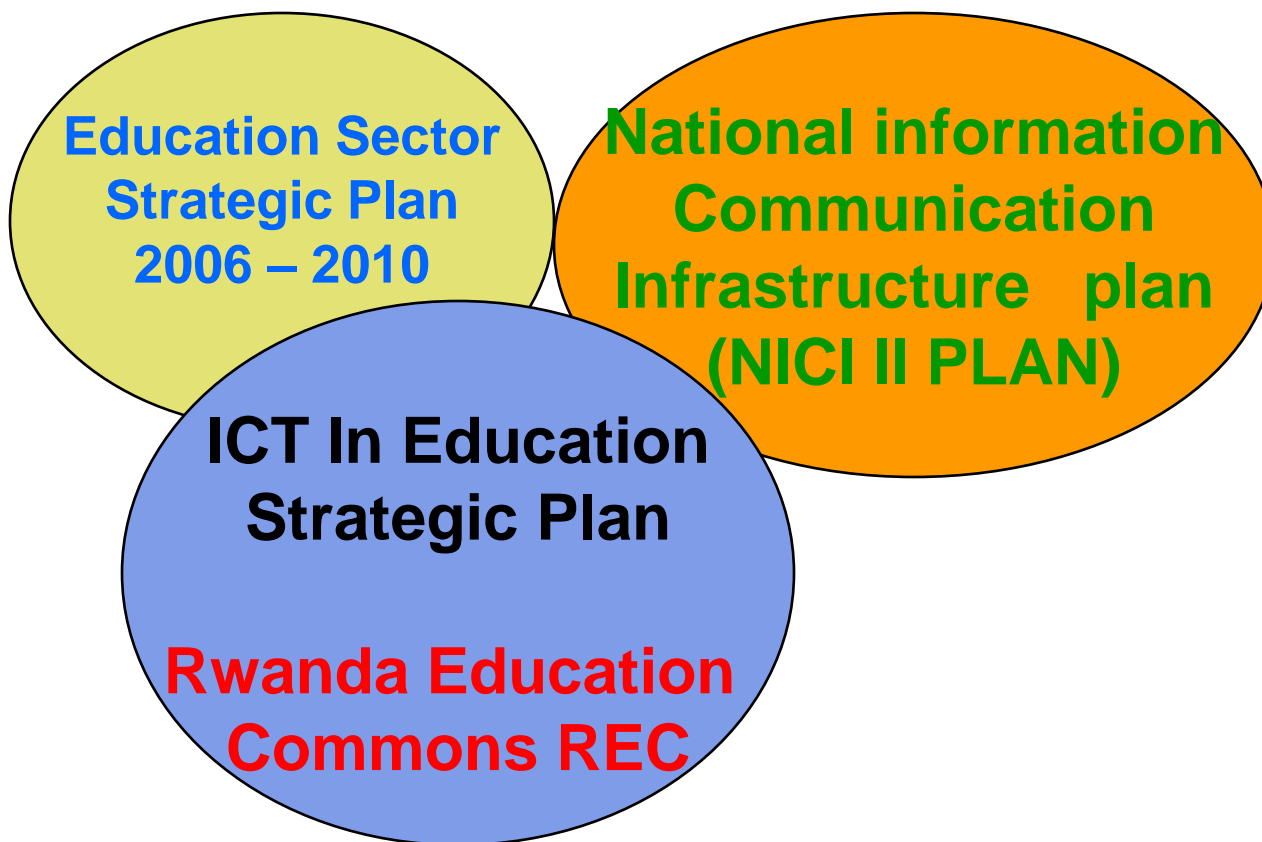 Education Sector
Strategic Plan
2006 – 2010
National information
Communication
Infrastructure plan
(NICI II PLAN)
ICT In Education
Strategic Plan
Rwanda Education
Commons REC